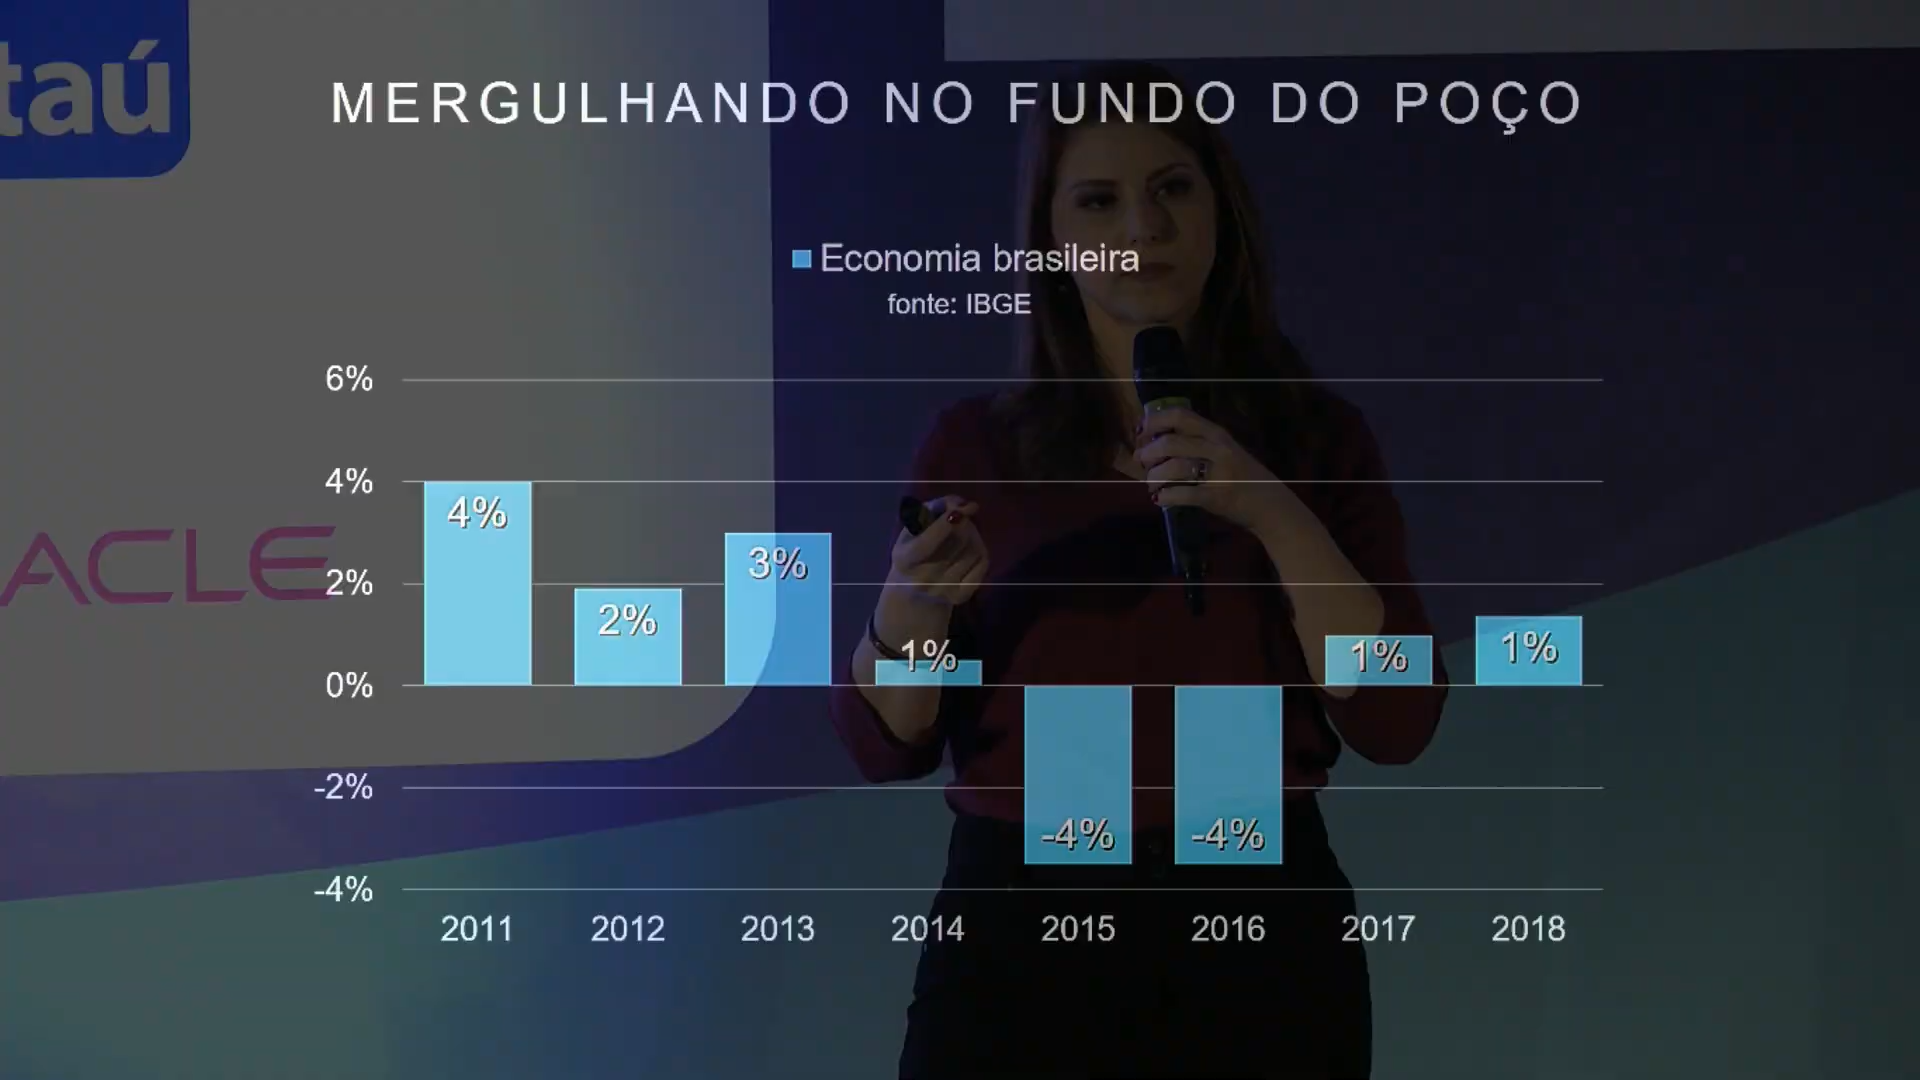 taú
MERGULHANDO NO FUNDO DO POÇO
Economia brasileira
fonte: IBGE
6%
4%
2%
0%
-2%
-4%
4%
2%
3%
1%
-4%
-4%
1%
1%
2011 2012 2013 2014 2015 2016 2017 2018
ACLE